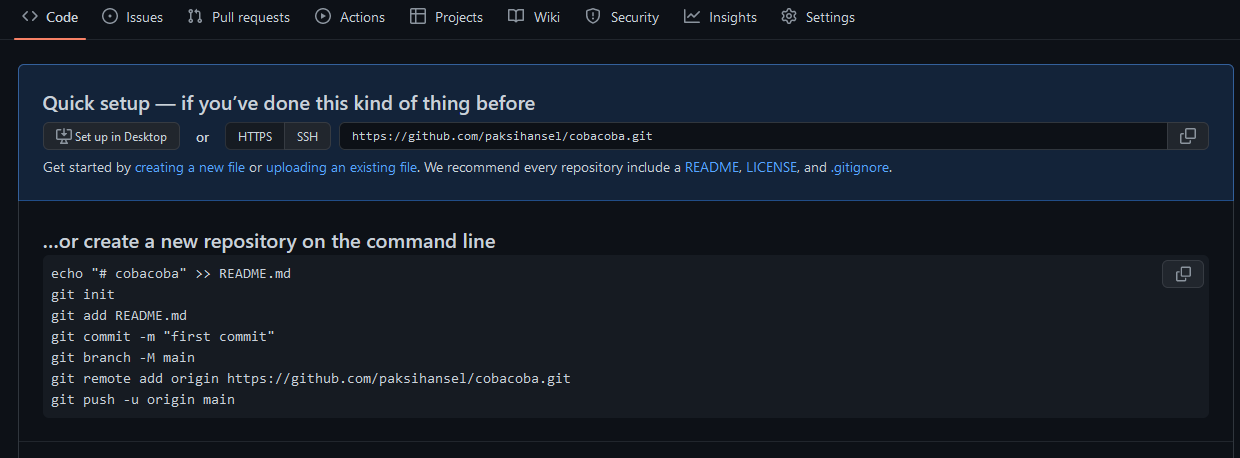 Code Issues Pull requests Actions Projects Wiki Security Insights Settings
Quick setup — if you’ve done this kind of thing before
Set up in Desktop or HTTPS SSH https://github.com/paksihansel/cobacoba.git
Get started by creating a new file or uploading an existing file. We recommend every repository include a README, LICENSE, and .gitignore.
…or create a new repository on the command line
echo "# cobacoba" >> README.md
git init
git add README.md
git commit -m "first commit"
git branch -M main
git remote add origin https://github.com/paksihansel/cobacoba.git
git push -u origin main